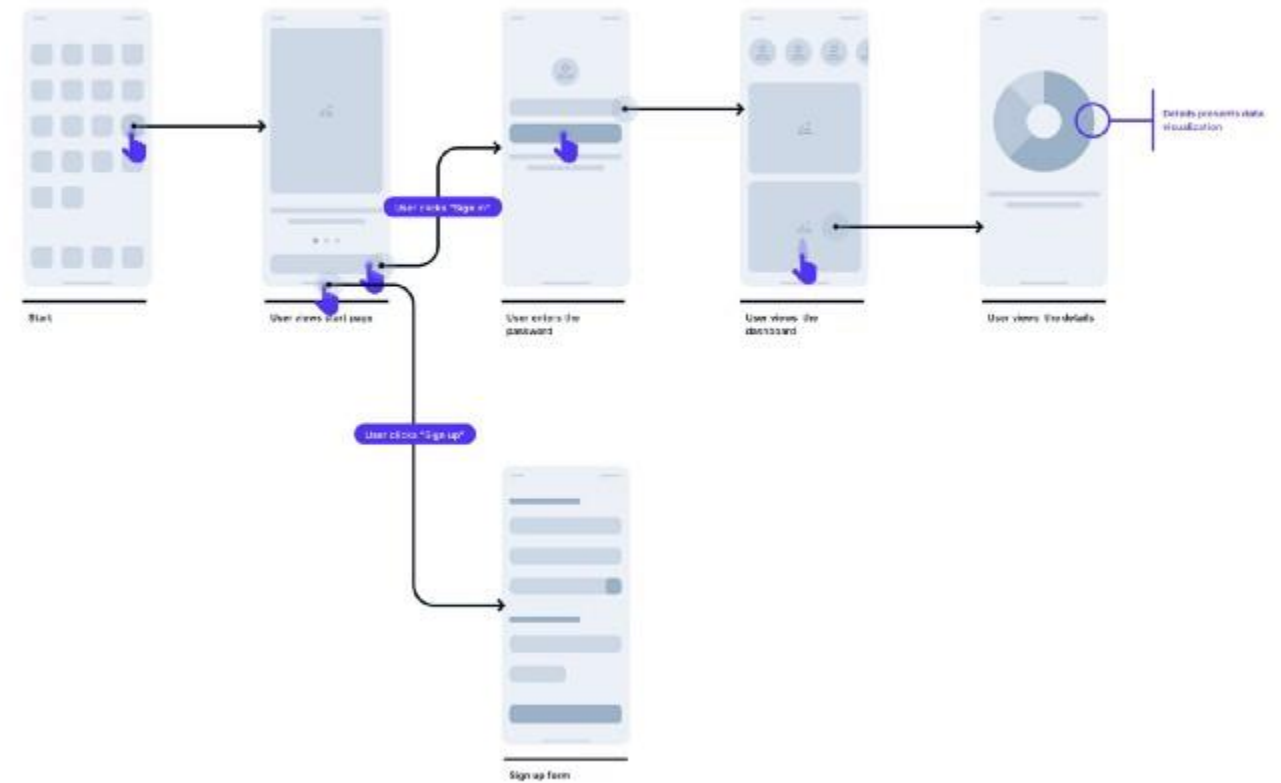 Start
User views start page
User enters the
password
User views the
dashboard
User views the details
Details presents data
visualization
User clicks "Sign in"
User clicks "Sign up"
Sign up form